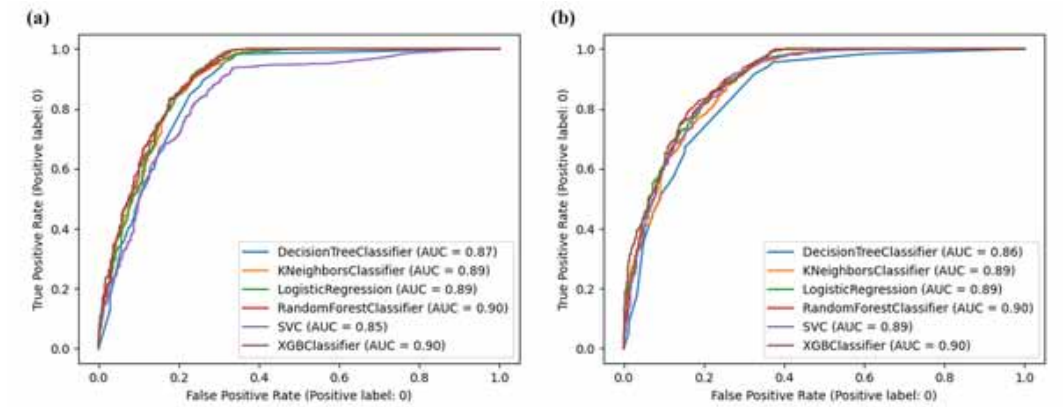 (a)
1.0
0.8
0.6
0.4
0.2
0.0
True Positive Rate (Positive label: 0)
DecisionTreeClassifier (AUC = 0.87)
KNeighborsClassifier (AUC = 0.89)
LogisticRegression (AUC = 0.89)
RandomForestClassifier (AUC = 0.90)
SVC (AUC = 0.85)
XGBClassifier (AUC = 0.90)
0.0 0.2 0.4 0.6 0.8 1.0
False Positive Rate (Positive label: 0)
(b)
1.0
0.8
0.6
0.4
0.2
0.0
True Positive Rate (Positive label: 0)
DecisionTreeClassifier (AUC = 0.86)
KNeighborsClassifier (AUC = 0.89)
LogisticRegression (AUC = 0.89)
RandomForestClassifier (AUC = 0.90)
SVC (AUC = 0.89)
XGBClassifier (AUC = 0.90)
0.0 0.2 0.4 0.6 0.8 1.0
False Positive Rate (Positive label: 0)